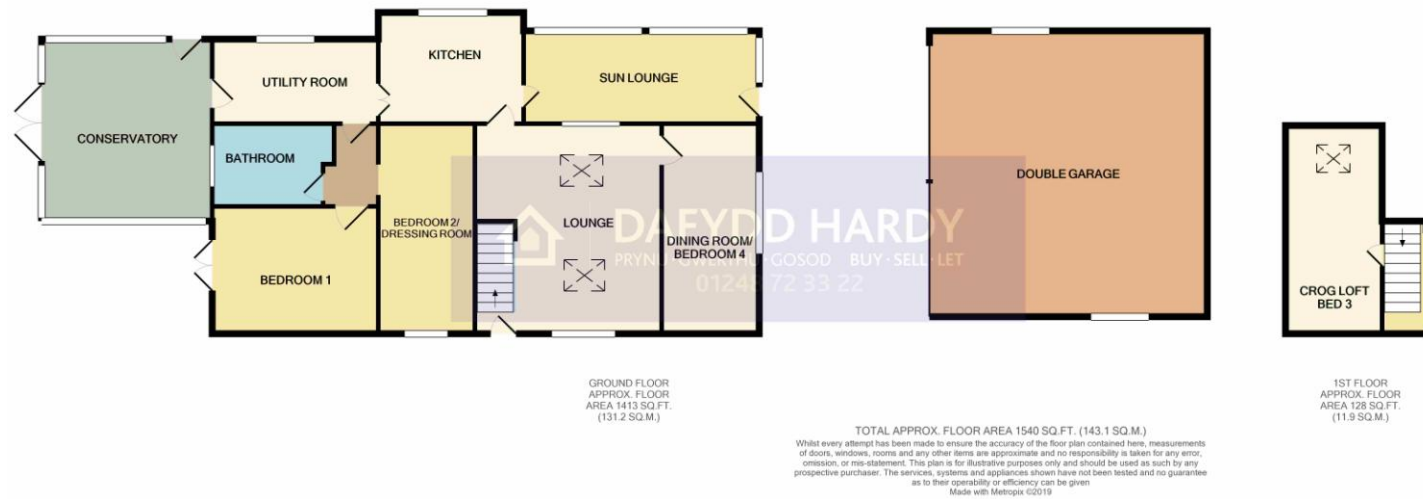 CONSERVATORY
UTILITY ROOM
KITCHEN
SUN LOUNGE
BATHROOM
BEDROOM 1
BEDROOM 2/
DRESSING ROOM
LOUNGE
DINING ROOM/
BEDROOM 4
DAFYDD HARDY
PRYNU · GWERTHU · GOSOD BUY · SELL · LET
01248 72 33 22
DOUBLE GARAGE
CROG LOFT
BED 3
GROUND FLOOR
APPROX. FLOOR
AREA 1413 SQ.FT.
(131.2 SQ.M.)
1ST FLOOR
APPROX. FLOOR
AREA 128 SQ.FT.
(11.9 SQ.M.)
TOTAL APPROX. FLOOR AREA 1540 SQ.FT. (143.1 SQ.M.)
Whilst every attempt has been made to ensure the accuracy of the floor plan contained here, measurements
of doors, windows, rooms and any other items are approximate and no responsibility is taken for any error,
omission, or mis-statement. This plan is for illustrative purposes only and should be used as such by any
prospective purchaser. The services, systems and appliances shown have not been tested and no guarantee
as to their operability or efficiency can be given
Made with Metropix ©2019